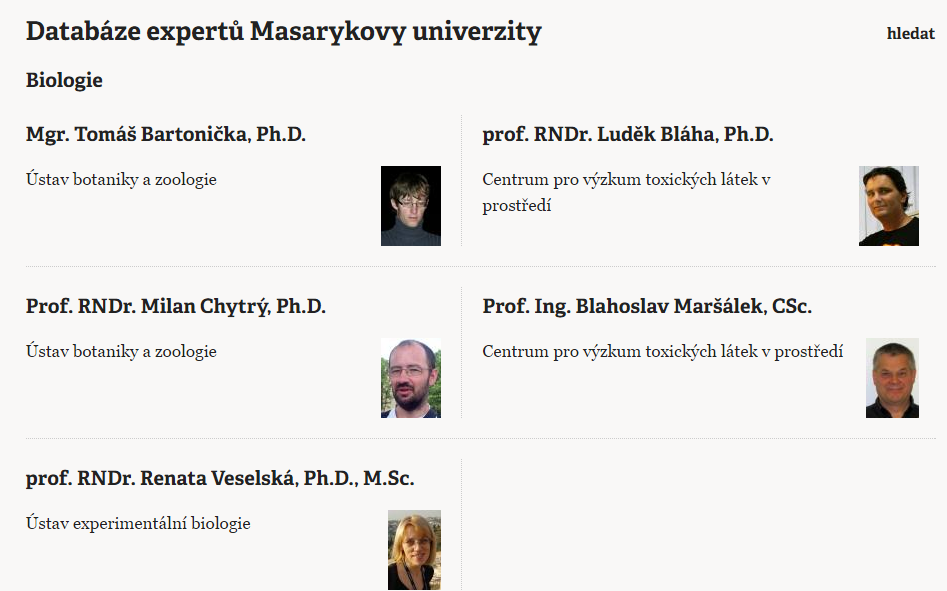 Databáze expertů Masarykovy univerzity
hledat
Biologie
Mgr. Tomáš Bartonička, Ph.D.
Ústav botaniky a zoologie
prof. RNDr. Luděk Bláha, Ph.D.
Centrum pro výzkum toxických látek v
prostředí
Prof. RNDr. Milan Chytrý, Ph.D.
Ústav botaniky a zoologie
Prof. Ing. Blahoslav Maršálek, CSc.
Centrum pro výzkum toxických látek v prostředí
prof. RNDr. Renata Veselská, Ph.D., M.Sc.
Ústav experimentální biologie